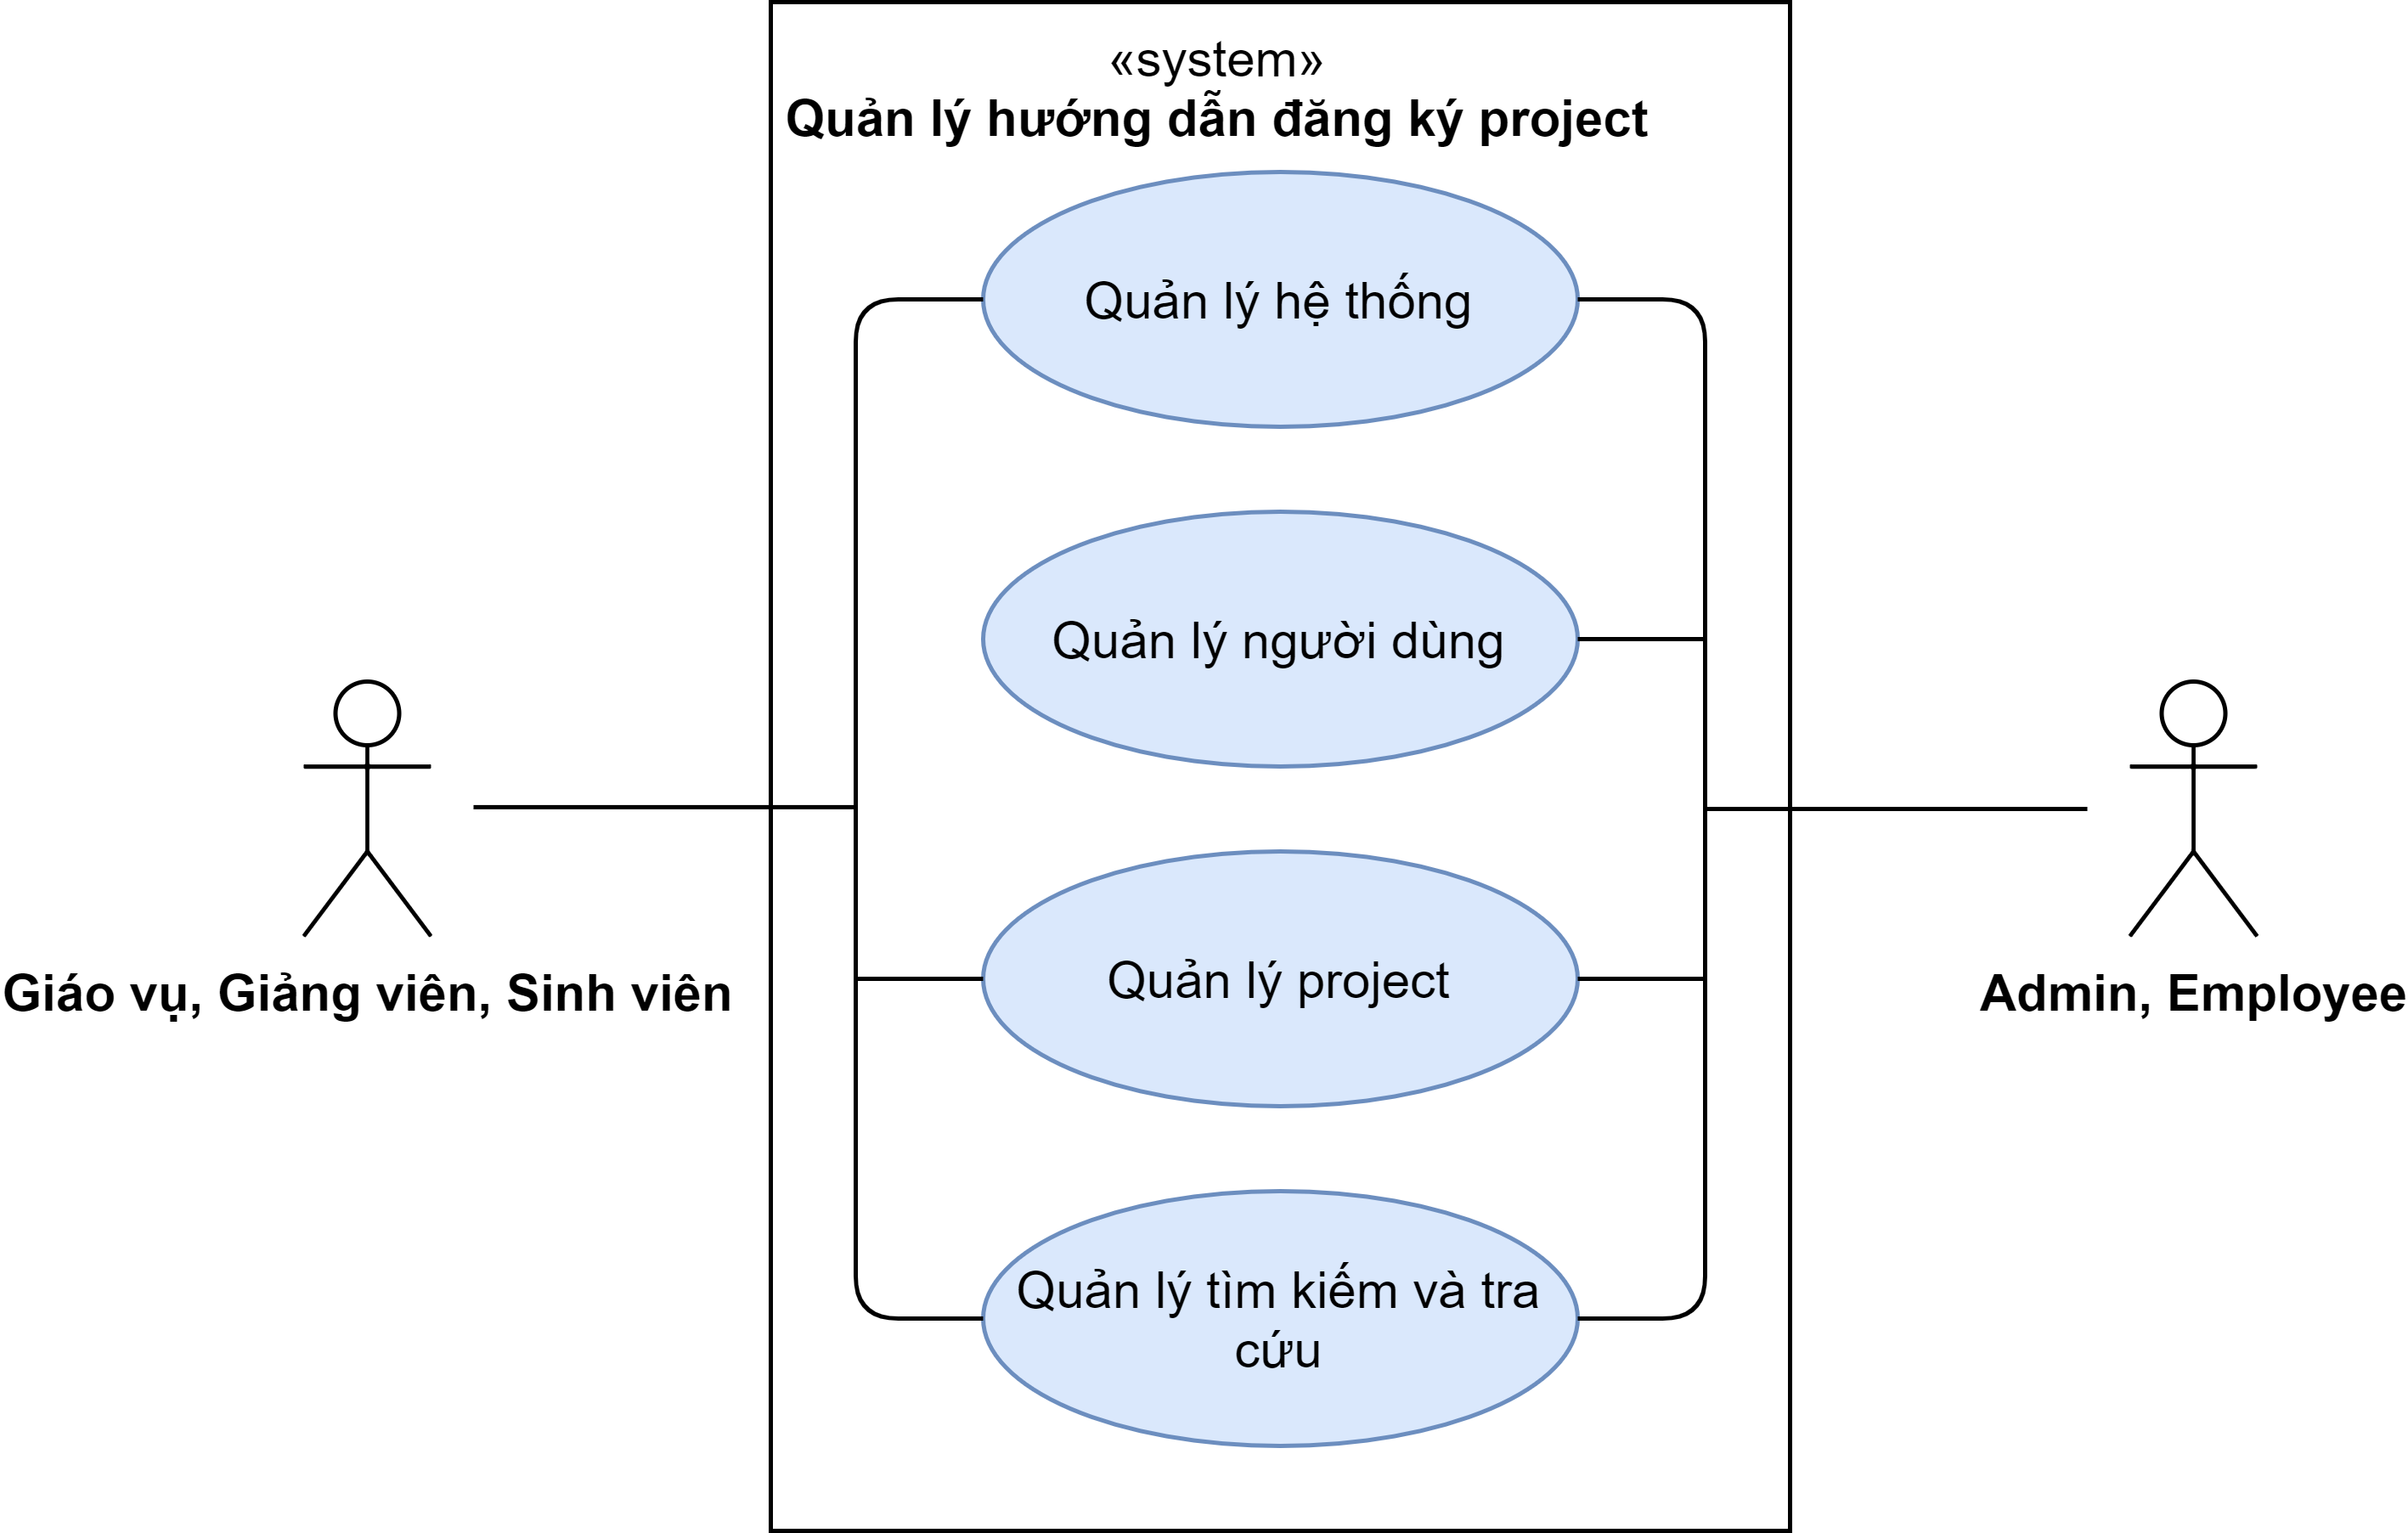 «system»
Quản lý hướng dẫn đăng ký project
Quản lý hệ thống
Quản lý người dùng
Giáo vụ, Giảng viên, Sinh viên
Quản lý project
Admin, Employee
Quản lý tìm kiếm và tra
cứu